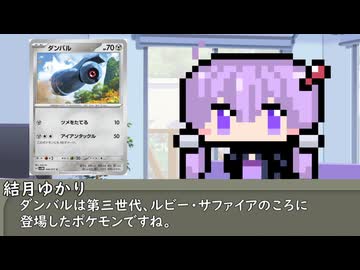 ダンバル
70
ツメをたてる 10
アイアンタックル 50
結月ゆかり
ダンバルは第三世代、ルビー・サファイアのころに
登場したポケモンですね。